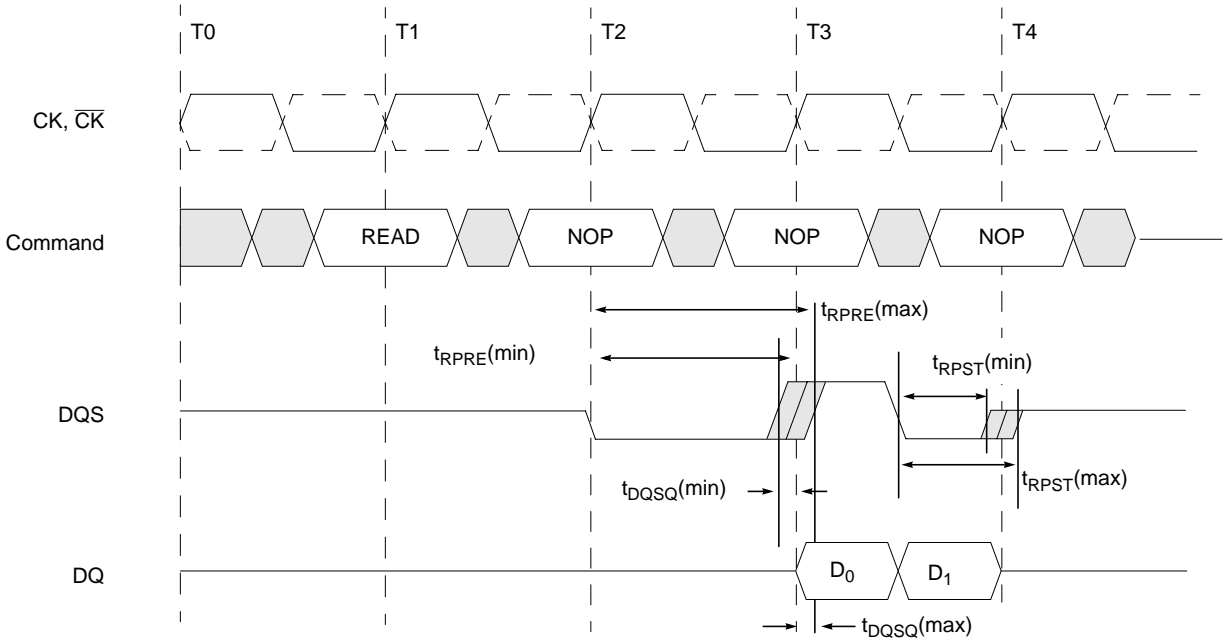 T0 T1 T2 T3 T4
CK, C̅K̅
Command READ NOP NOP NOP
tRPRE(max)
tRPRE(min) tRPST(min)
DQS
tDQSQ(min) tRPST(max)
DQ D0 D1
tDQSQ(max)